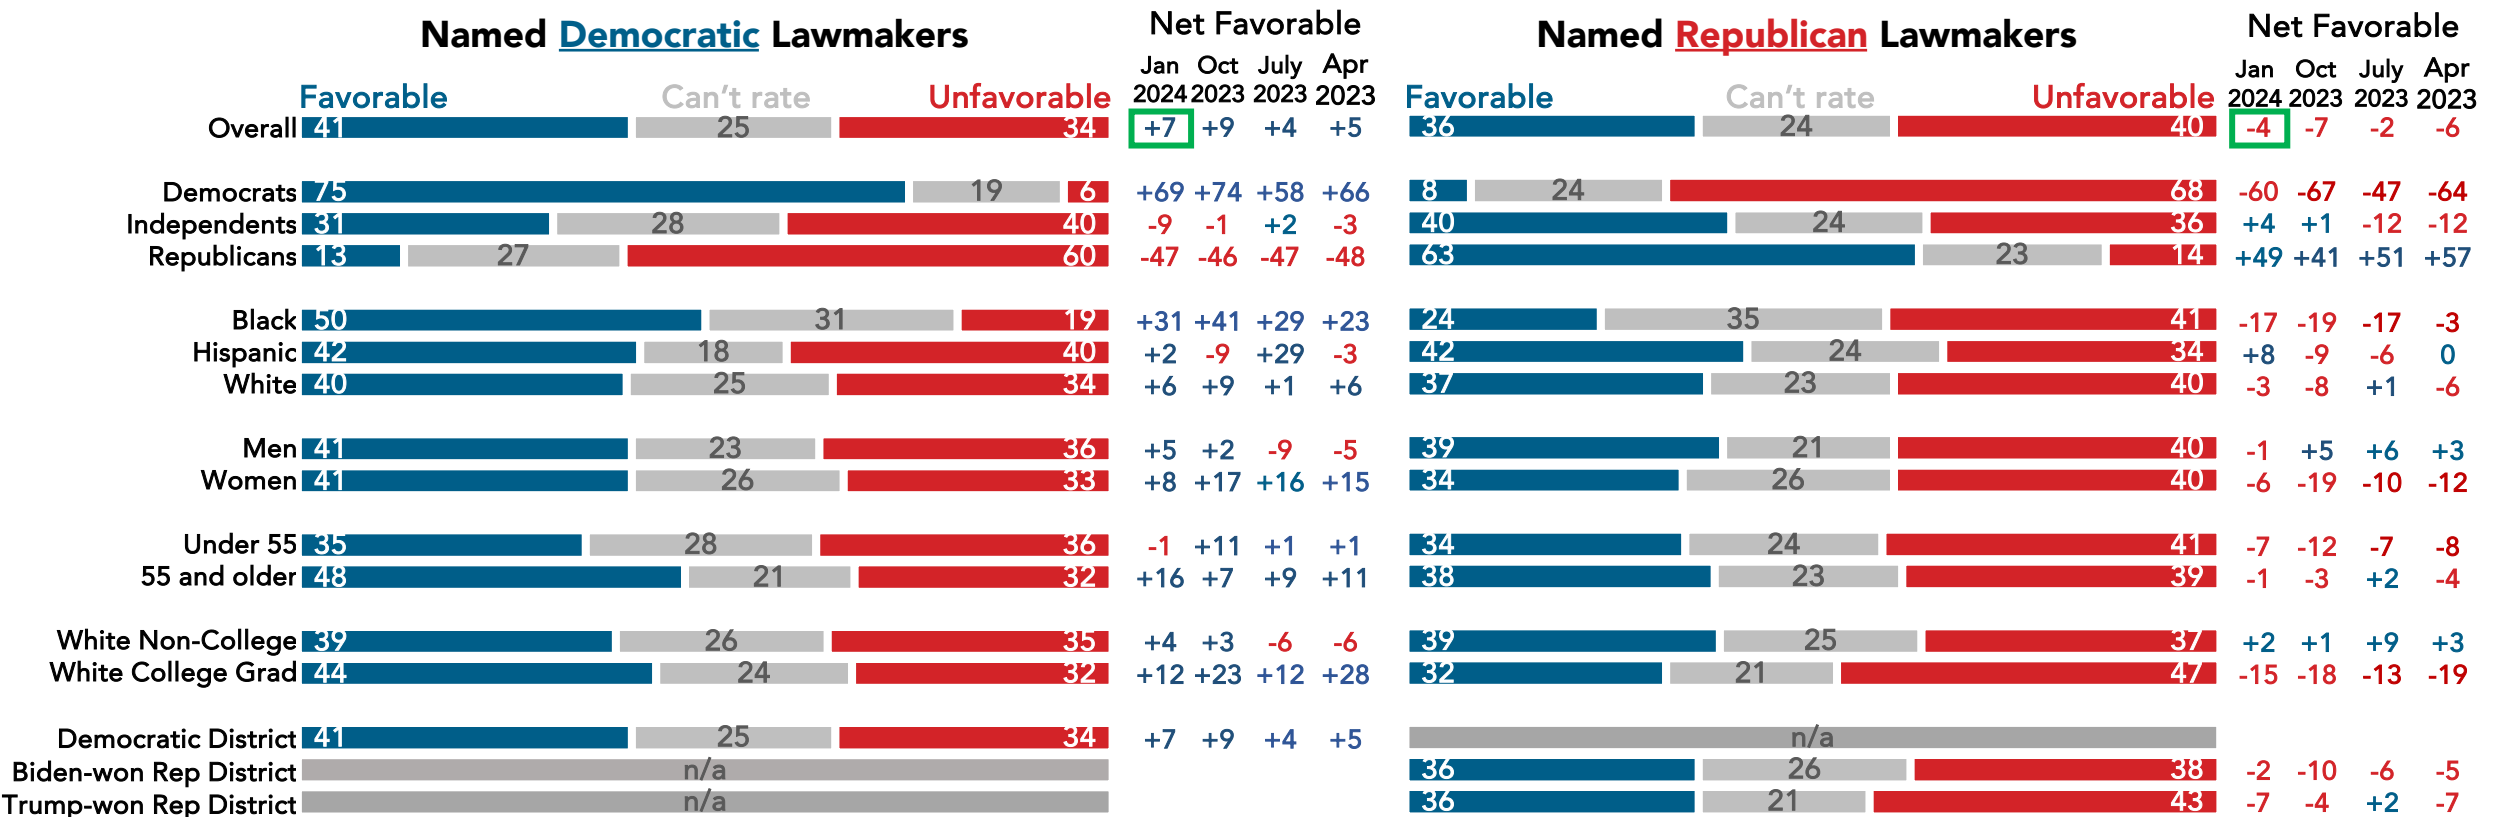 Named Democratic Lawmakers Net Favorable Named Republican Lawmakers Net Favorable
Jan Oct July Apr Jan Oct July Apr
Favorable Can't rate Unfavorable 2024 2023 2023 2023 Favorable Can't rate Unfavorable 2024 2023 2023 2023
Overall 41 25 34 +7 +9 +4 +5 36 24 40 -4 -7 -2 -6
Democrats 75 19 6 +69 +74 +58 +66 8 24 68 -60 -67 -47 -64
Independents 31 28 40 -9 -1 +2 -3 40 24 36 +4 +1 -12 -12
Republicans 13 27 60 -47 -46 -47 -48 63 23 14 +49 +41 +51 +57
Black 50 31 19 +31 +41 +29 +23 24 35 41 -17 -19 -17 -3
Hispanic 42 18 40 +2 -9 +29 -3 42 24 34 +8 -9 -6 0
White 40 25 34 +6 +9 +1 +6 37 23 40 -3 -8 +1 -6
Men 41 23 36 +5 +2 -9 -5 39 21 40 -1 +5 +6 +3
Women 41 26 33 +8 +17 +16 +15 34 26 40 -6 -19 -10 -12
Under 55 35 28 36 -1 +11 +1 +1 34 24 41 -7 -12 -7 -8
55 and older 48 21 32 +16 +7 +9 +11 38 23 39 -1 -3 +2 -4
White Non-College 39 26 35 +4 +3 -6 -6 39 25 37 +2 +1 +9 +3
White College Grad 44 24 32 +12 +23 +12 +28 32 21 47 -15 -18 -13 -19
Democratic District 41 25 34 +7 +9 +4 +5 n/a
Biden-won Rep District n/a 36 26 38 -2 -10 -6 -5
Trump-won Rep District n/a 36 21 43 -7 -4 +2 -7